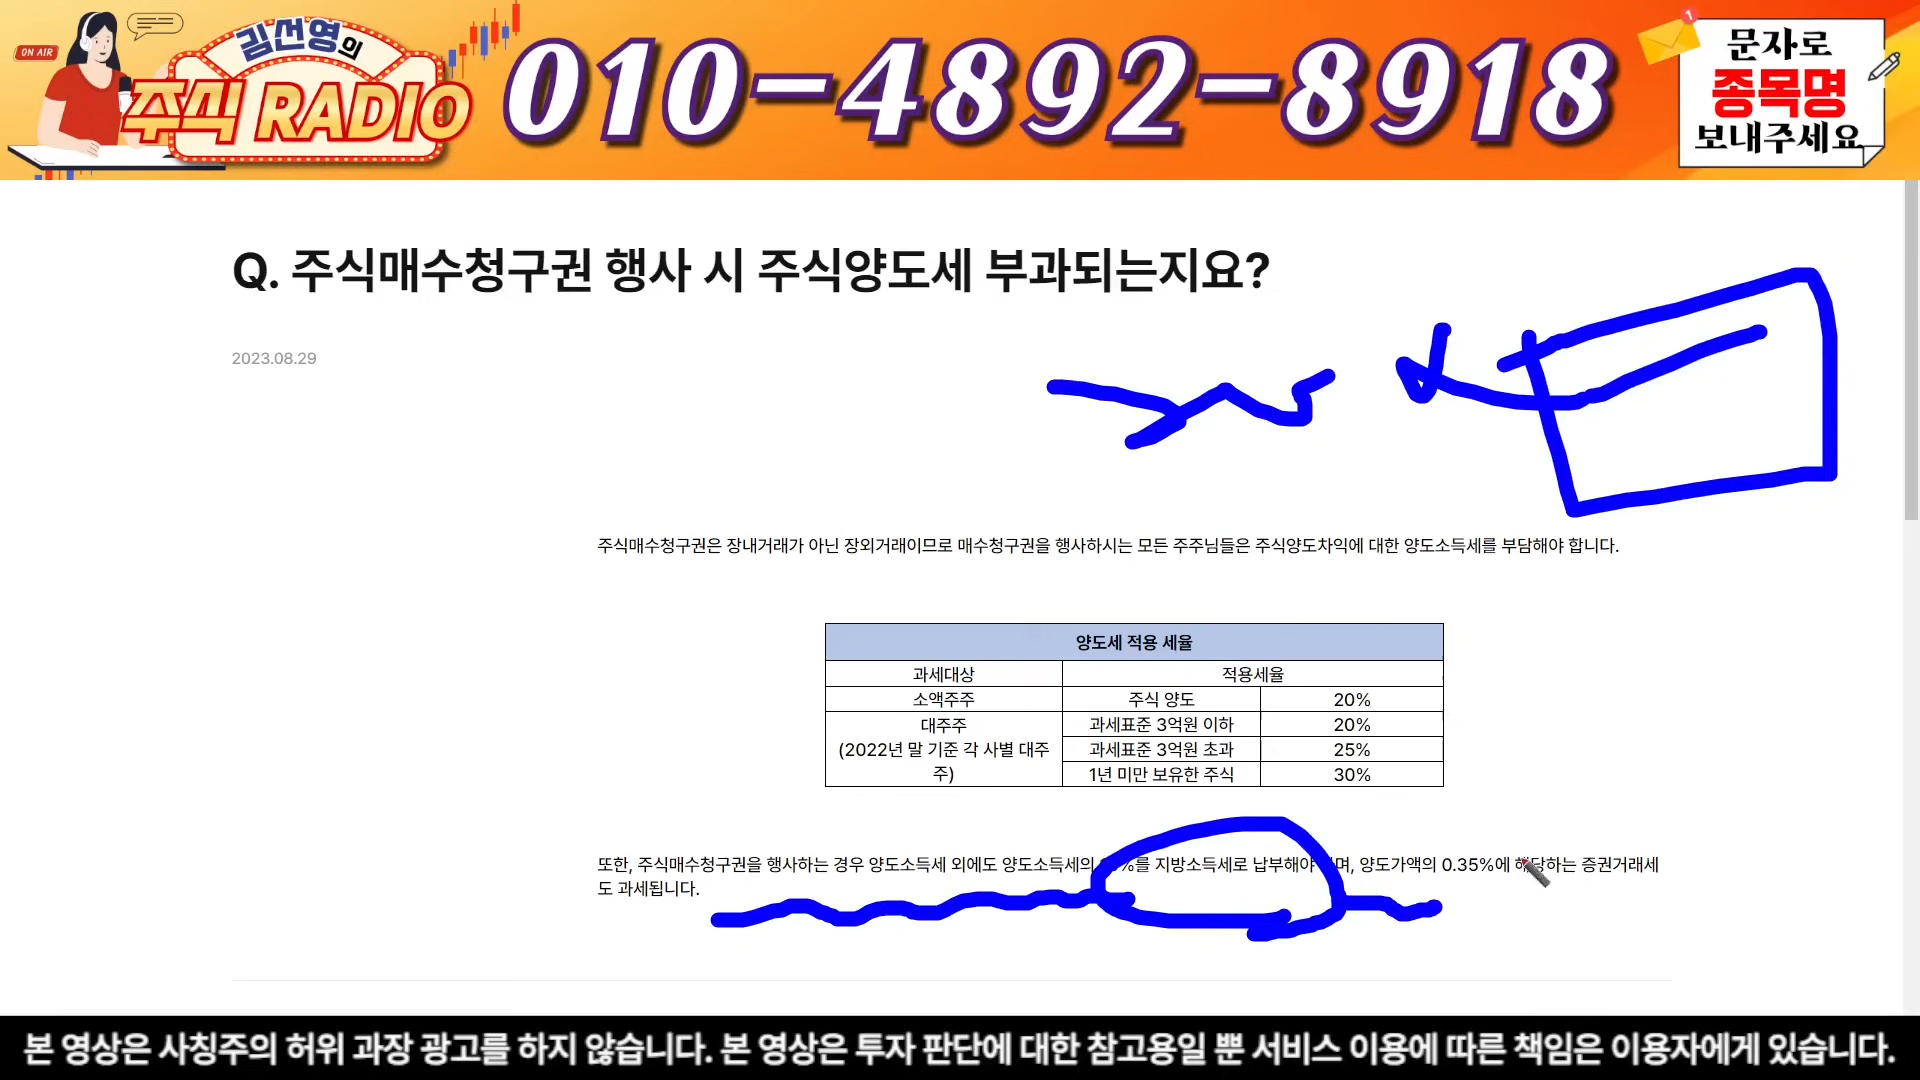 ON AIR
김선영의
주식 RADIO
010-4892-8918
1
문자로
종목명
보내주세요
Q. 주식매수청구권 행사 시 주식양도세 부과되는지요?
2023.08.29
주식매수청구권은 장내거래가 아닌 장외거래이므로 매수청구권을 행사하시는 모든 주주님들은 주식양도차익에 대한 양도소득세를 부담해야 합니다.
양도세 적용 세율
과세대상 적용세율
소액주주 주식 양도 20%
대주주 과세표준 3억원 이하 20%
(2022년 말 기준 각 사별 대주 과세표준 3억원 초과 25%
주) 1년 미만 보유한 주식 30%
또한, 주식매수청구권을 행사하는 경우 양도소득세 외에도 양도소득세의 지방소득세로 납부해야 양도가액의 0.35%에 증권거래세
도 과세됩니다.
본 영상은 사칭주의 허위 과장 광고를 하지 않습니다. 본 영상은 투자 판단에 대한 참고용일 뿐 서비스 이용에 따른 책임은 이용자에게 있습니다.